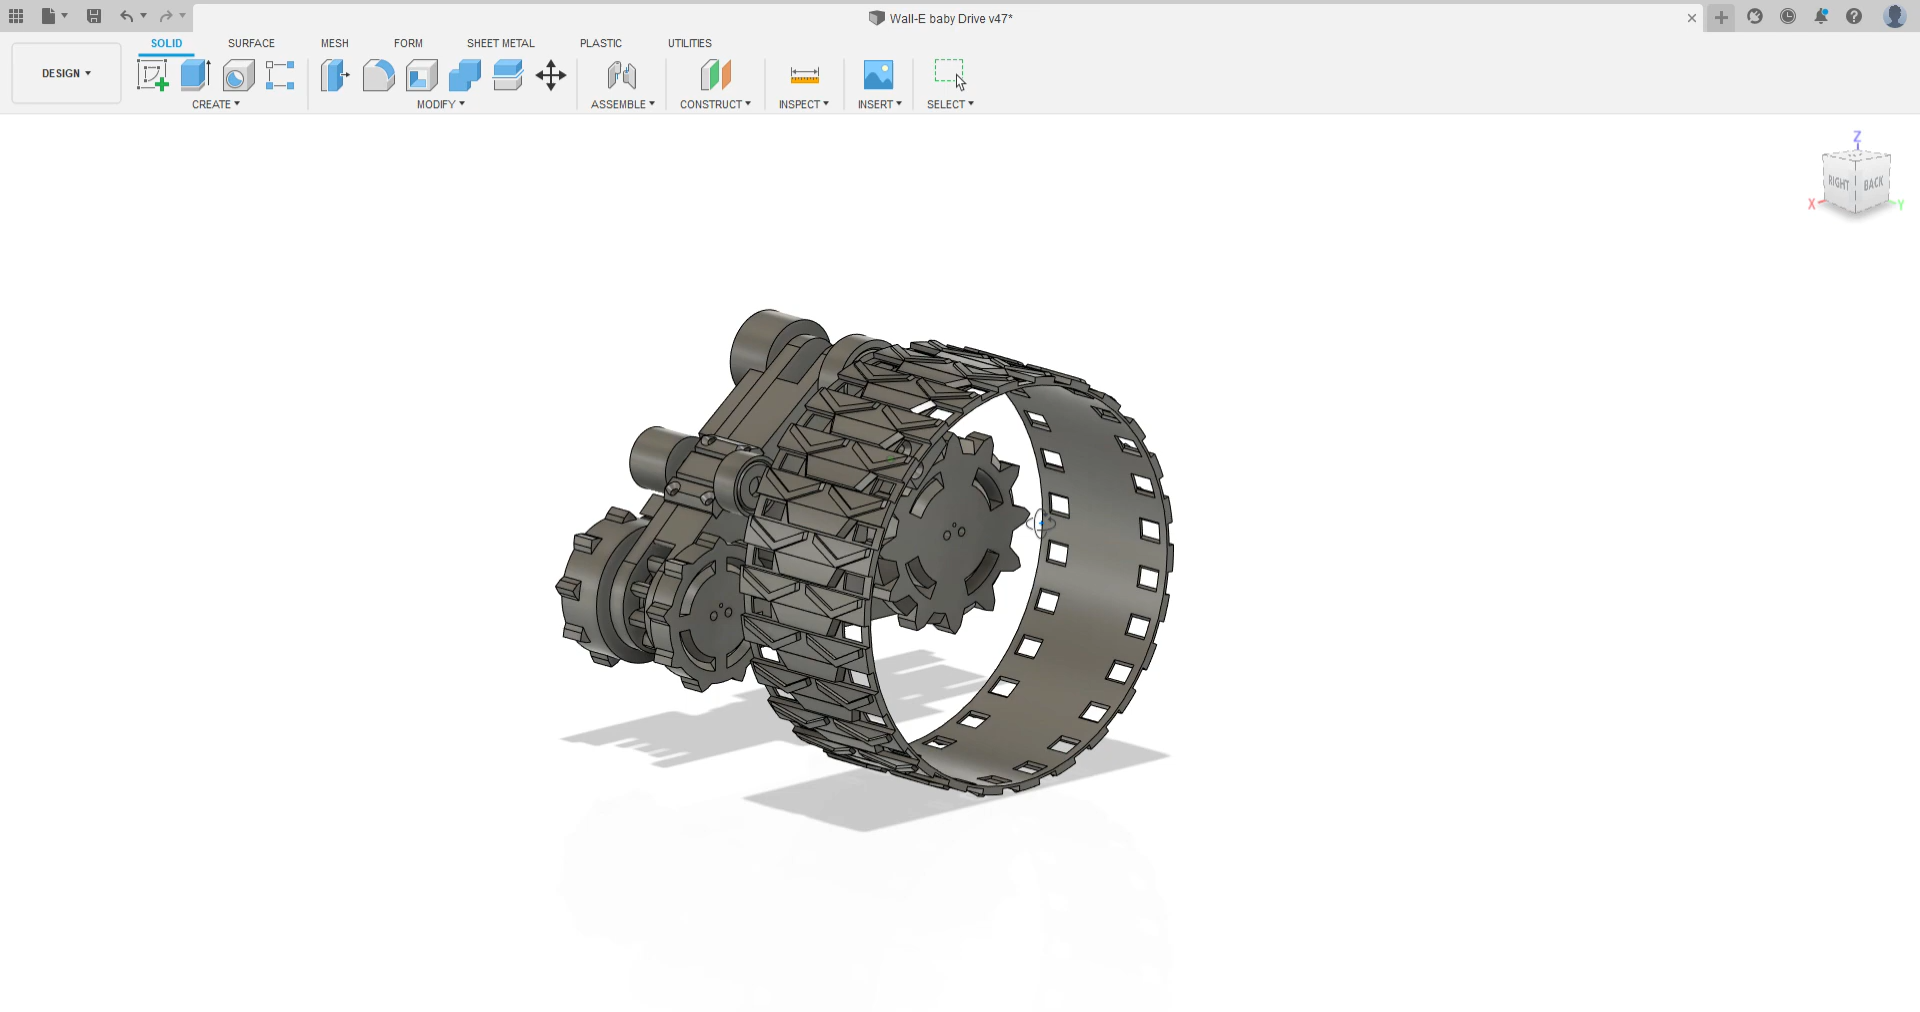 Wall-E baby Drive v47*
SOLID SURFACE MESH FORM SHEET METAL PLASTIC UTILITIES
DESIGN
CREATE MODIFY ASSEMBLE CONSTRUCT INSPECT INSERT SELECT
Z
RIGHT BACK
X Y